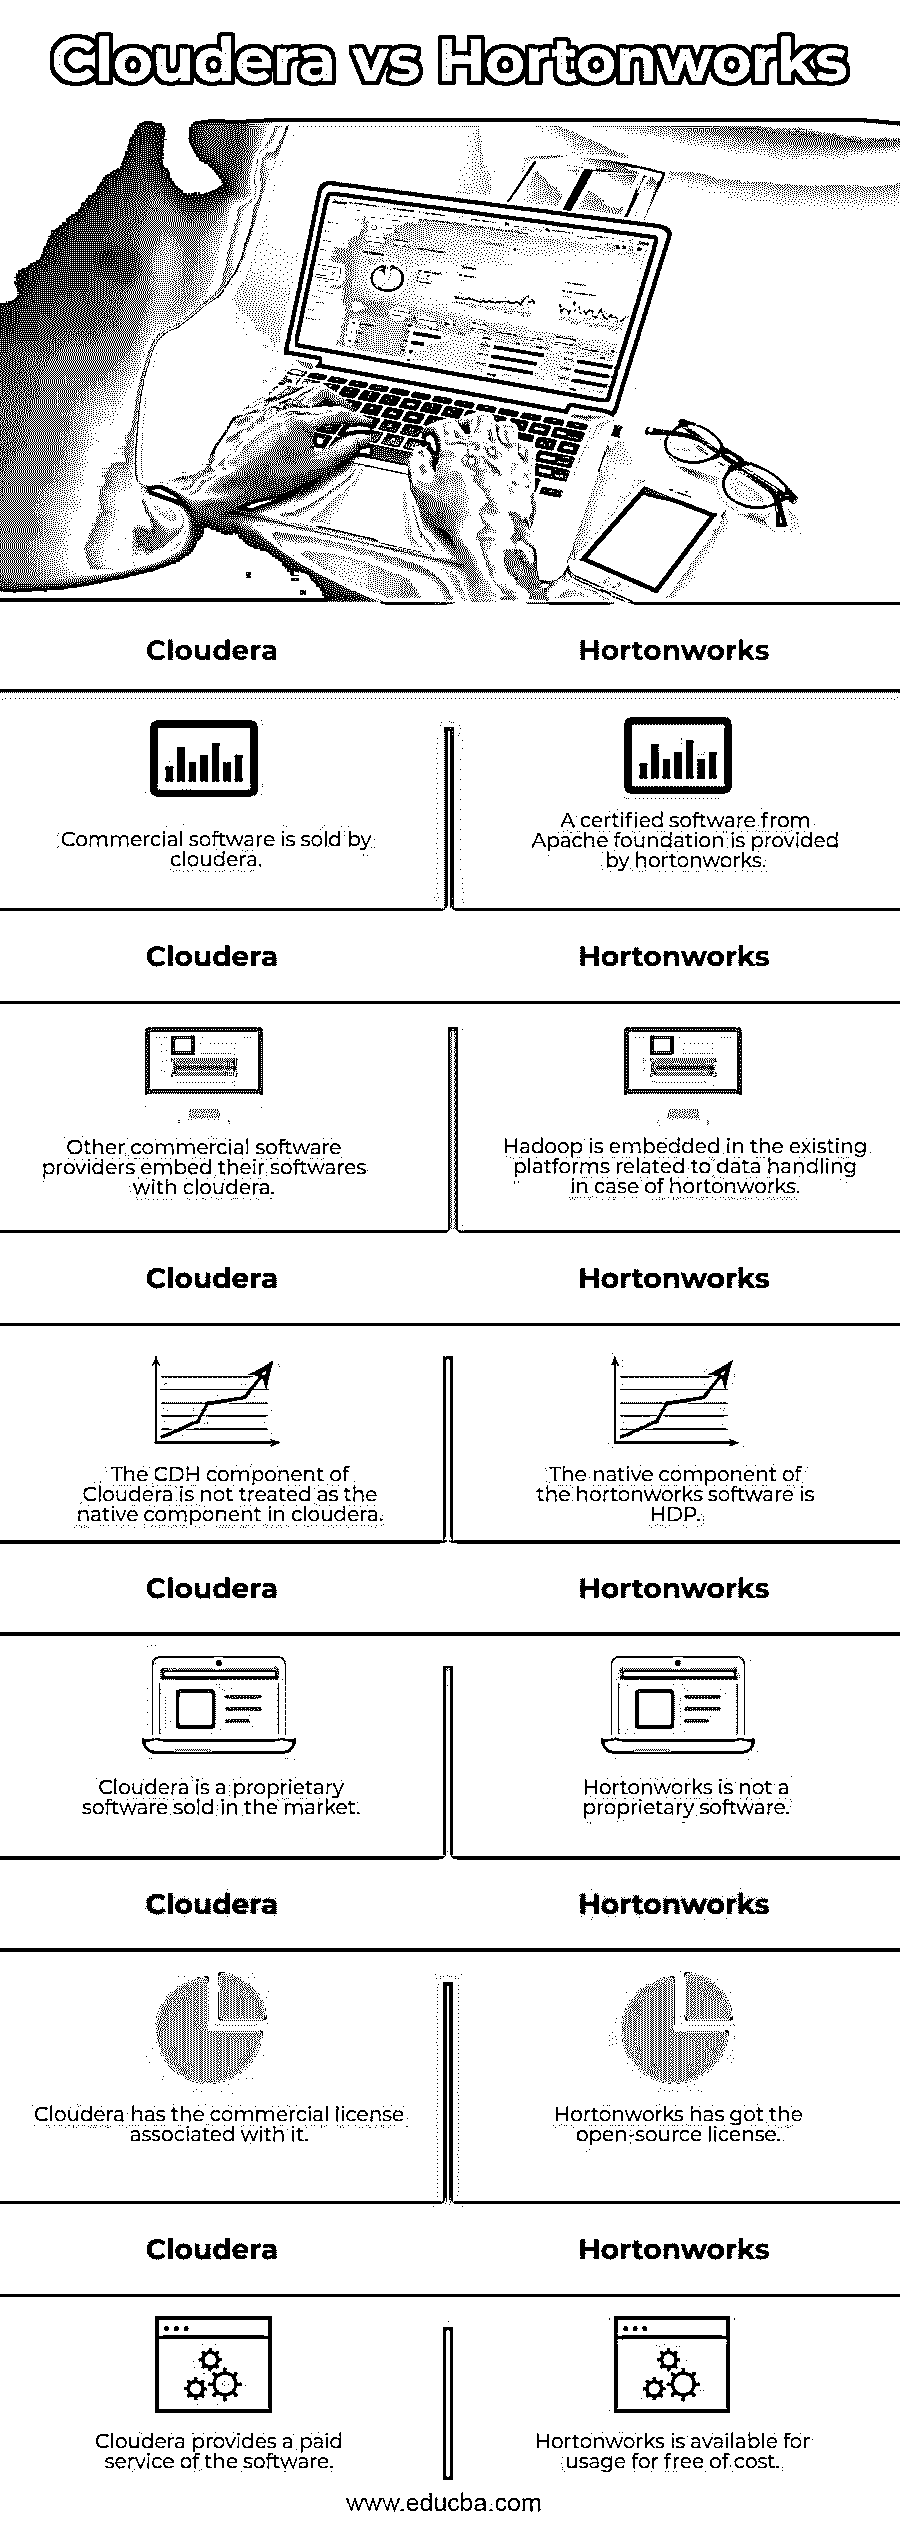 Cloudera vs Hortonworks
Cloudera
Hortonworks
Commercial software is sold by
cloudera.
A certified software from
Apache foundation is provided
by hortonworks.
Cloudera
Hortonworks
Other commercial software
providers embed their softwares
with cloudera.
Hadoop is embedded in the existing
platforms related to data handling
in case of hortonworks.
Cloudera
Hortonworks
The CDH component of
Cloudera is not treated as the
native component in cloudera.
The native component of
the hortonworks software is
HDP.
Cloudera
Hortonworks
Cloudera is a proprietary
software sold in the market.
Hortonworks is not a
proprietary software.
Cloudera
Hortonworks
Cloudera has the commercial license
associated with it.
Hortonworks has got the
open-source license.
Cloudera
Hortonworks
Cloudera provides a paid
service of the software.
Hortonworks is available for
usage for free of cost.
www.educba.com